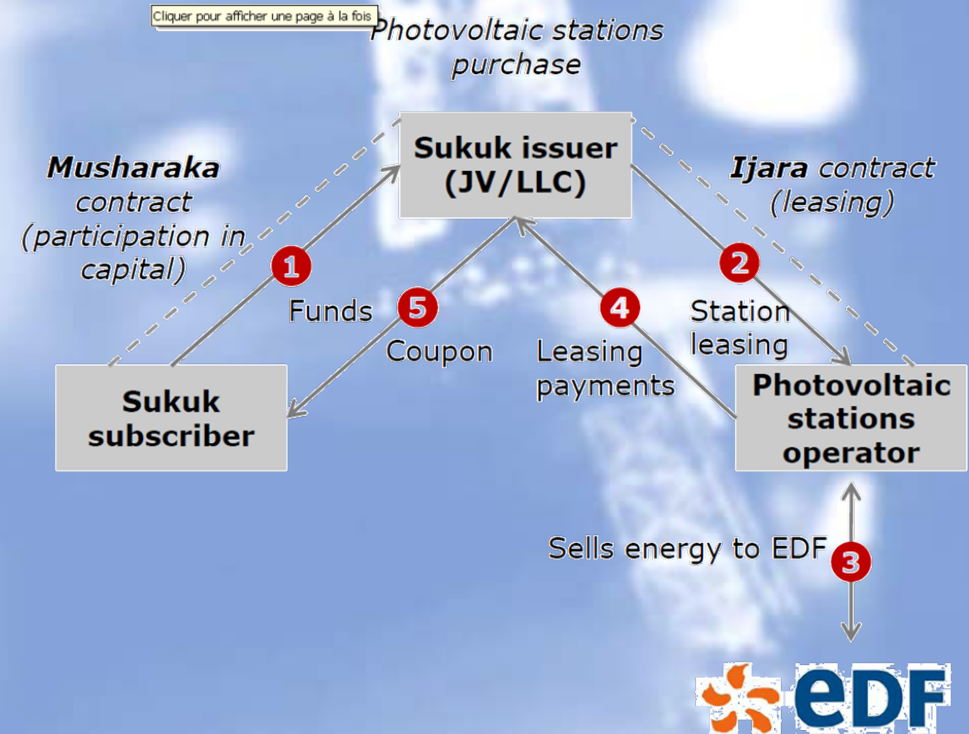 Cliquer pour afficher une page à la fois
Photovoltaic stations
purchase
Sukuk issuer
(JV/LLC)
Musharaka
contract
(participation in
capital)
Ijara contract
(leasing)
1
2
Funds
5
4
Station
leasing
Coupon
Leasing
payments
Sukuk
subscriber
Photovoltaic
stations
operator
Sells energy to EDF
3
eDF